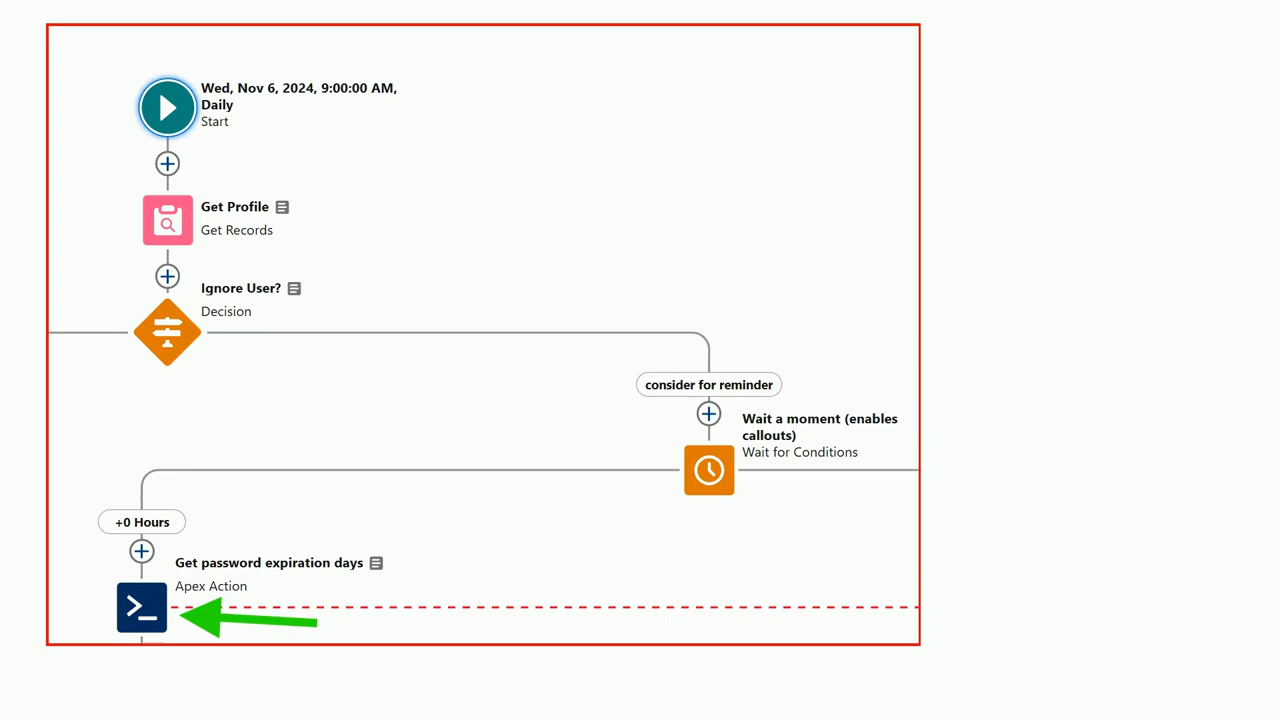 Wed, Nov 6, 2024, 9:00:00 AM,
Daily
Start
Get Profile
Get Records
Ignore User?
Decision
consider for reminder
Wait a moment (enables
callouts)
Wait for Conditions
+0 Hours
Get password expiration days
Apex Action